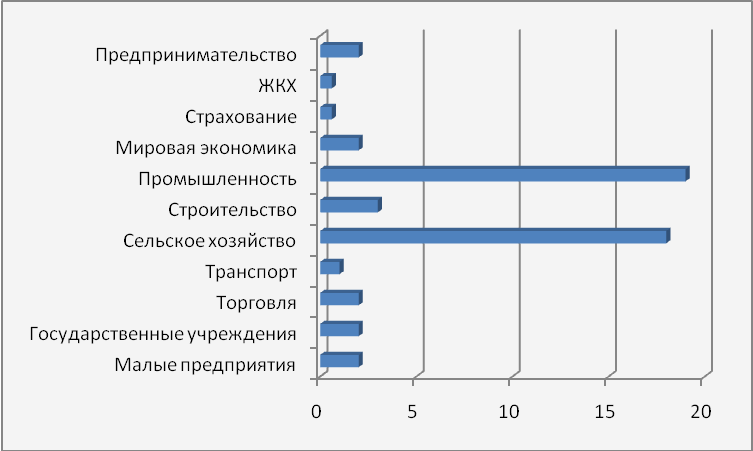 Предпринимательство
ЖКХ
Страхование
Мировая экономика
Промышленность
Строительство
Сельское хозяйство
Транспорт
Торговля
Государственные учреждения
Малые предприятия
0 5 10 15 20